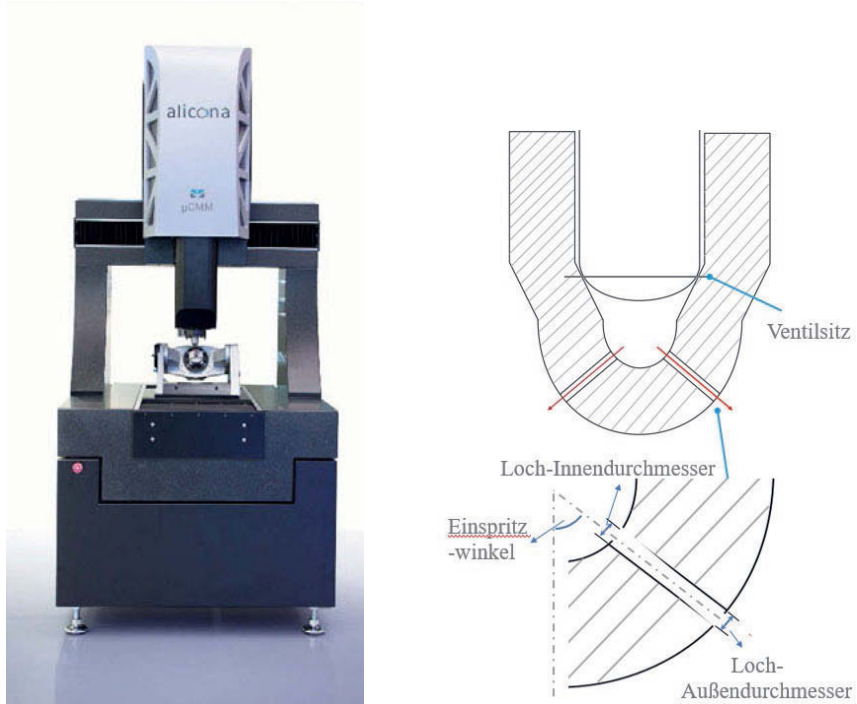 alicona
µCMM
Ventilsitz
Loch-Innendurchmesser
Einspritz
-winkel
Loch-
Außendurchmesser